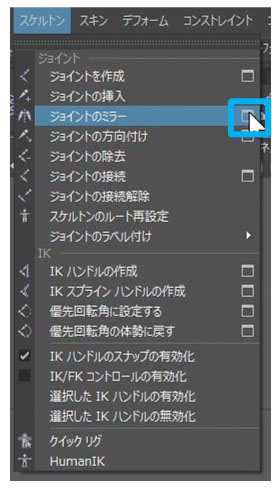 スケルトン スキン デフォーム コンストレイント
ジョイント
ジョイントを作成
ジョイントの挿入
ジョイントのミラー
ジョイントの方向付け
ジョイントの除去
ジョイントの接続
ジョイントの接続解除
スケルトンのルート再設定
ジョイントのラベル付け
IK
IK ハンドルの作成
IK スプライン ハンドルの作成
優先回転角に設定する
優先回転角の体勢に戻す
IK ハンドルのスナップの有効化
IK/FK コントロールの有効化
選択した IK ハンドルの有効化
選択した IK ハンドルの無効化
クイック リグ
HumanIK